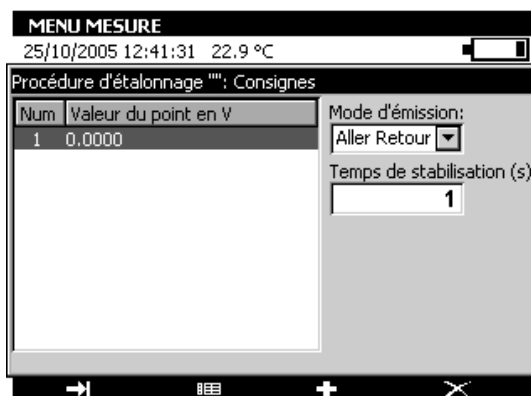 MENU MESURE
25/10/2005 12:41:31 22.9 °C
Procédure d'étalonnage "": Consignes
Num Valeur du point en V
1 0.0000
Mode d'émission:
Aller Retour
Temps de stabilisation (s)
1